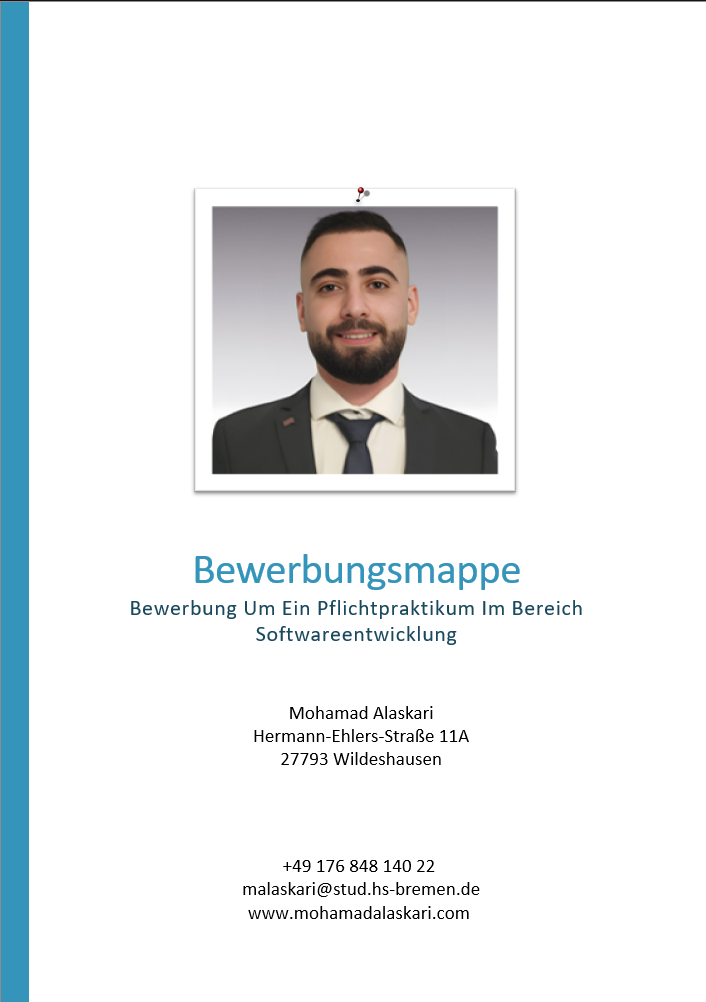 Bewerbungsmappe
Bewerbung Um Ein Pflichtpraktikum Im Bereich
Softwareentwicklung
Mohamad Alaskari
Hermann-Ehlers-Straße 11A
27793 Wildeshausen
+49 176 848 140 22
malaskari@stud.hs-bremen.de
www.mohamadalaskari.com